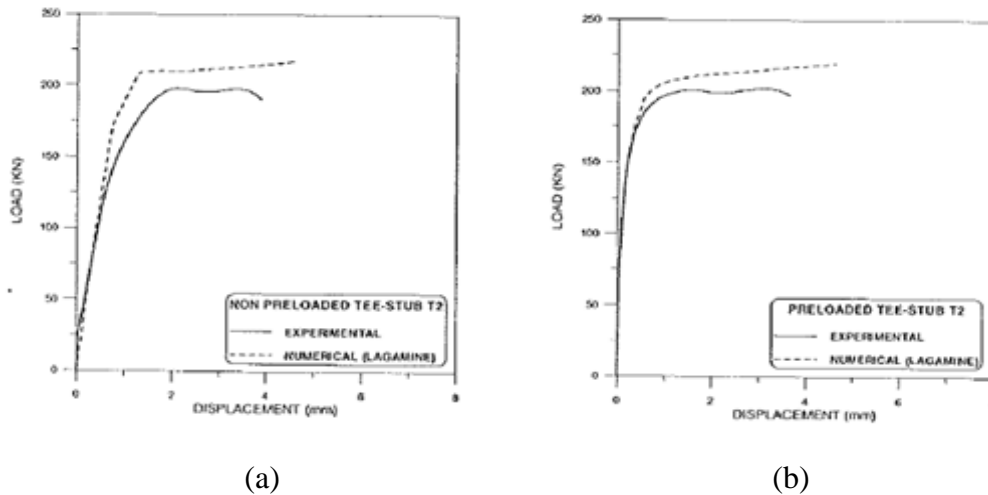 250
200
150
100
50
0
LOAD (KN)
NON PRELOADED TEE-STUB T2
EXPERIMENTAL
NUMERICAL (LAGAMINE)
0 2 4 6 8
DISPLACEMENT (mm)
(a)
250
200
150
100
50
0
LOAD (KN)
PRELOADED TEE-STUB T2
EXPERIMENTAL
NUMERICAL (LAGAMINE)
0 2 4 6
DISPLACEMENT (mm)
(b)